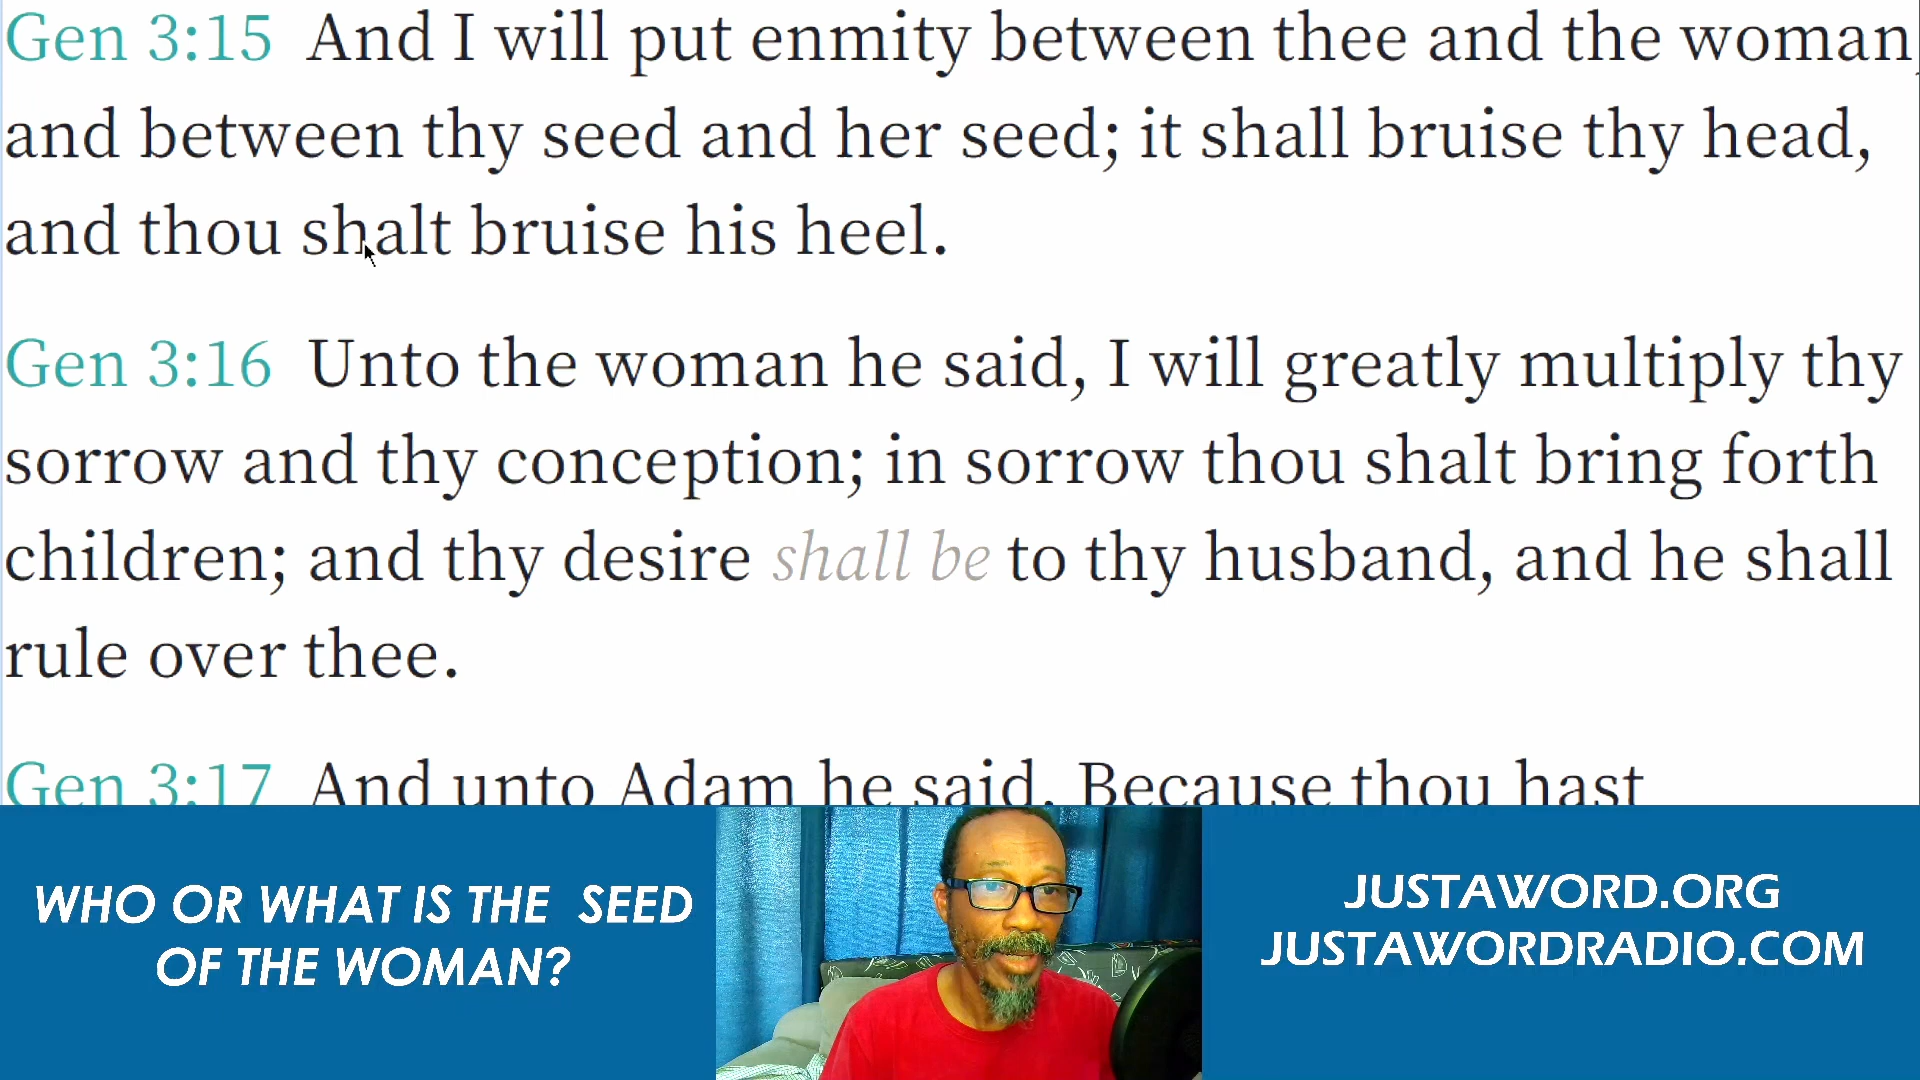 Gen 3:15 And I will put enmity between thee and the woman,
and between thy seed and her seed; it shall bruise thy head,
and thou shalt bruise his heel.
Gen 3:16 Unto the woman he said, I will greatly multiply thy
sorrow and thy conception; in sorrow thou shalt bring forth
children; and thy desire shall be to thy husband, and he shall
rule over thee.
Gen 3:17 And unto Adam he said, Because thou hast
WHO OR WHAT IS THE SEED
OF THE WOMAN?
JUSTAWORD.ORG
JUSTAWORDRADIO.COM